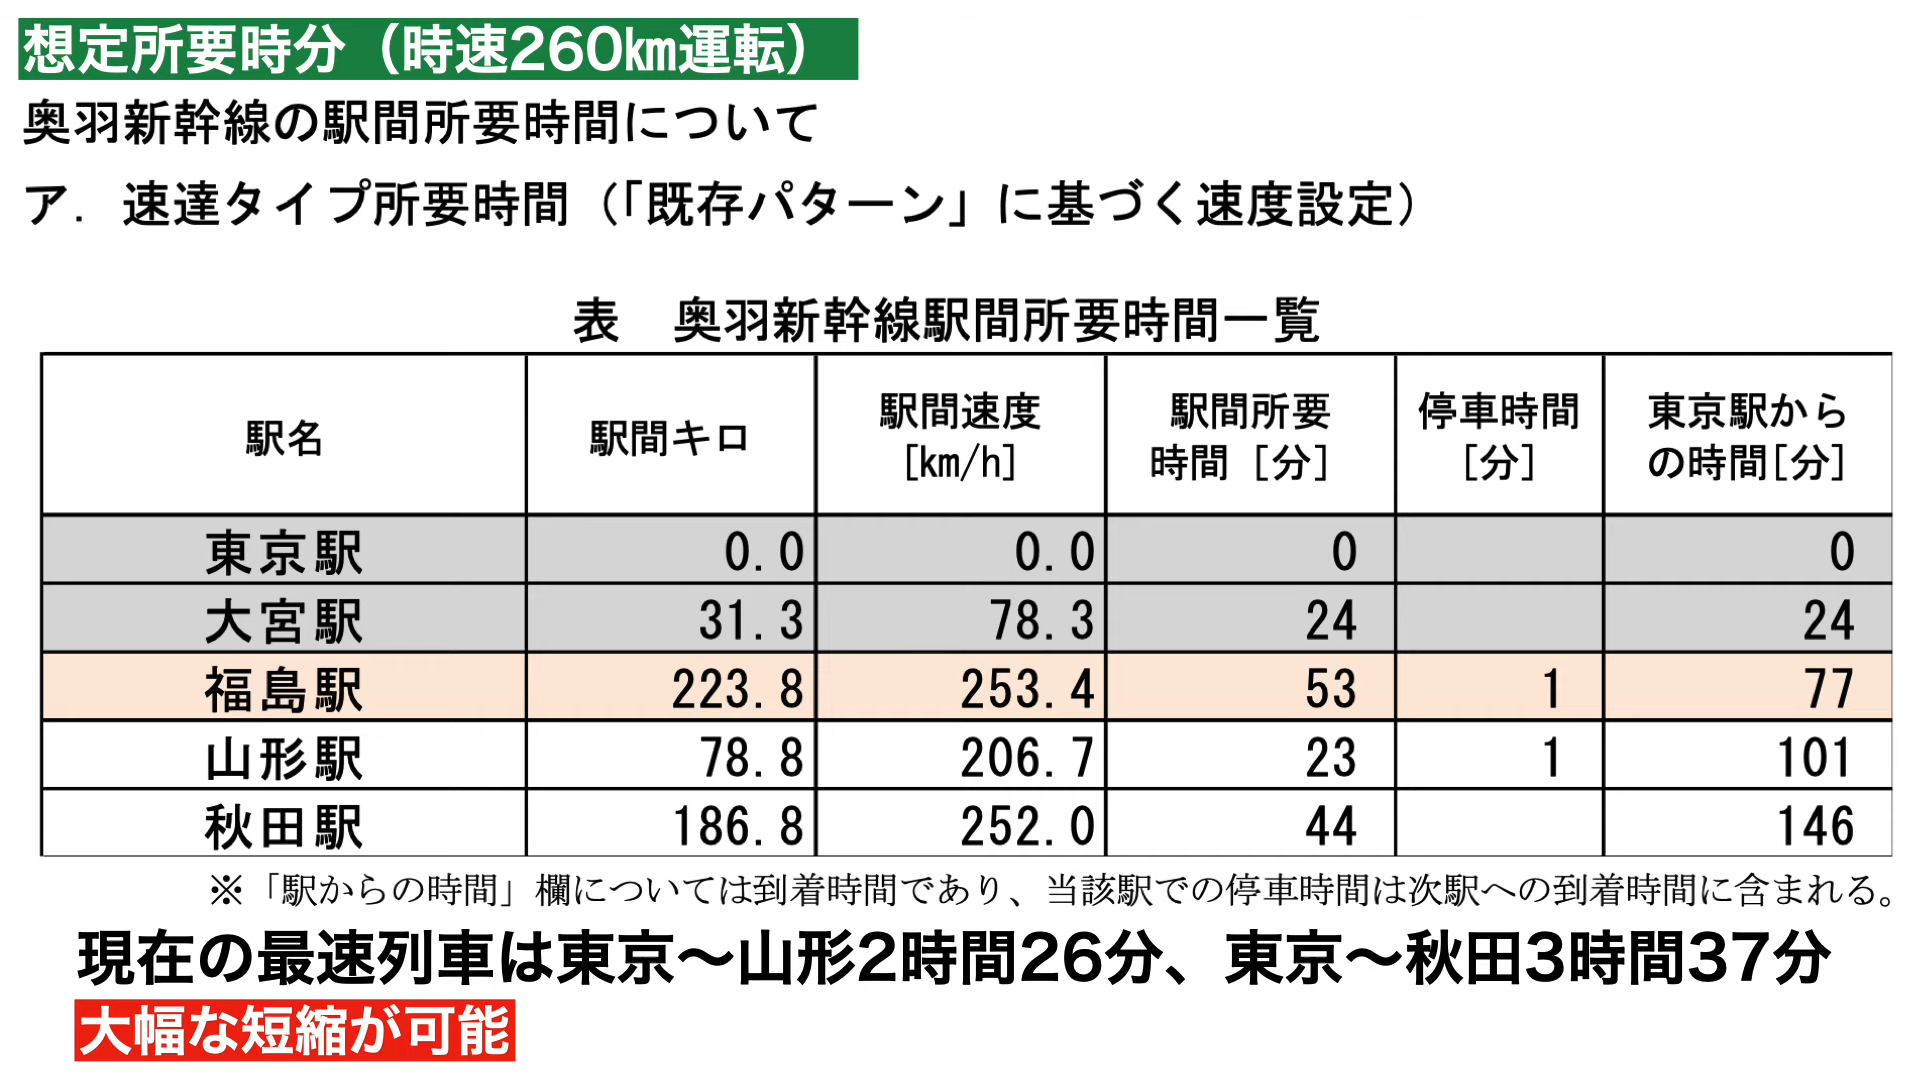 想定所要時分（時速260㎞運転）
奥羽新幹線の駅間所要時間について
ア．速達タイプ所要時間（「既存パターン」に基づく速度設定）
表　奥羽新幹線駅間所要時間一覧
駅名 駅間キロ 駅間速度[km/h] 駅間所要時間［分］ 停車時間［分］ 東京駅からの時間[分]
東京駅 0.0 0.0 0 0
大宮駅 31.3 78.3 24 24
福島駅 223.8 253.4 53 1 77
山形駅 78.8 206.7 23 1 101
秋田駅 186.8 252.0 44 146
※「駅からの時間」欄については到着時間であり、当該駅での停車時間は次駅への到着時間に含まれる。
現在の最速列車は東京～山形2時間26分、東京～秋田3時間37分
大幅な短縮が可能